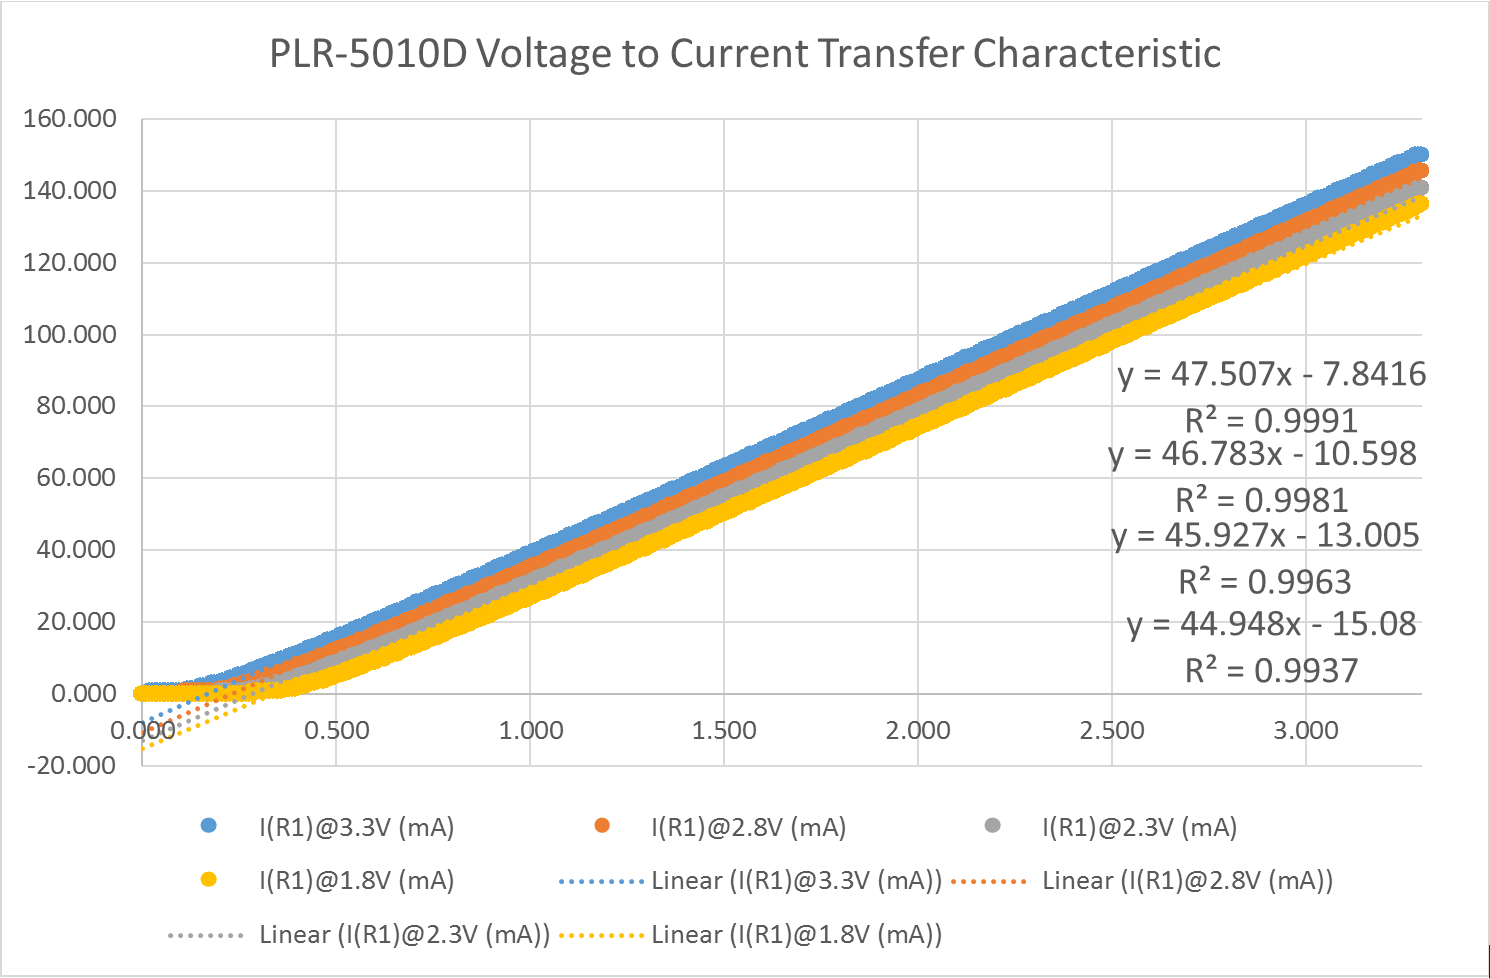 PLR-5010D Voltage to Current Transfer Characteristic
160.000
140.000
120.000
100.000
80.000
60.000
40.000
20.000
0.000
-20.000
0.000 0.500 1.000 1.500 2.000 2.500 3.000
y = 47.507x - 7.8416
R² = 0.9991
y = 46.783x - 10.598
R² = 0.9981
y = 45.927x - 13.005
R² = 0.9963
y = 44.948x - 15.08
R² = 0.9937
I(R1)@3.3V (mA) I(R1)@2.8V (mA) I(R1)@2.3V (mA)
I(R1)@1.8V (mA) Linear (I(R1)@3.3V (mA)) Linear (I(R1)@2.8V (mA))
Linear (I(R1)@2.3V (mA)) Linear (I(R1)@1.8V (mA))